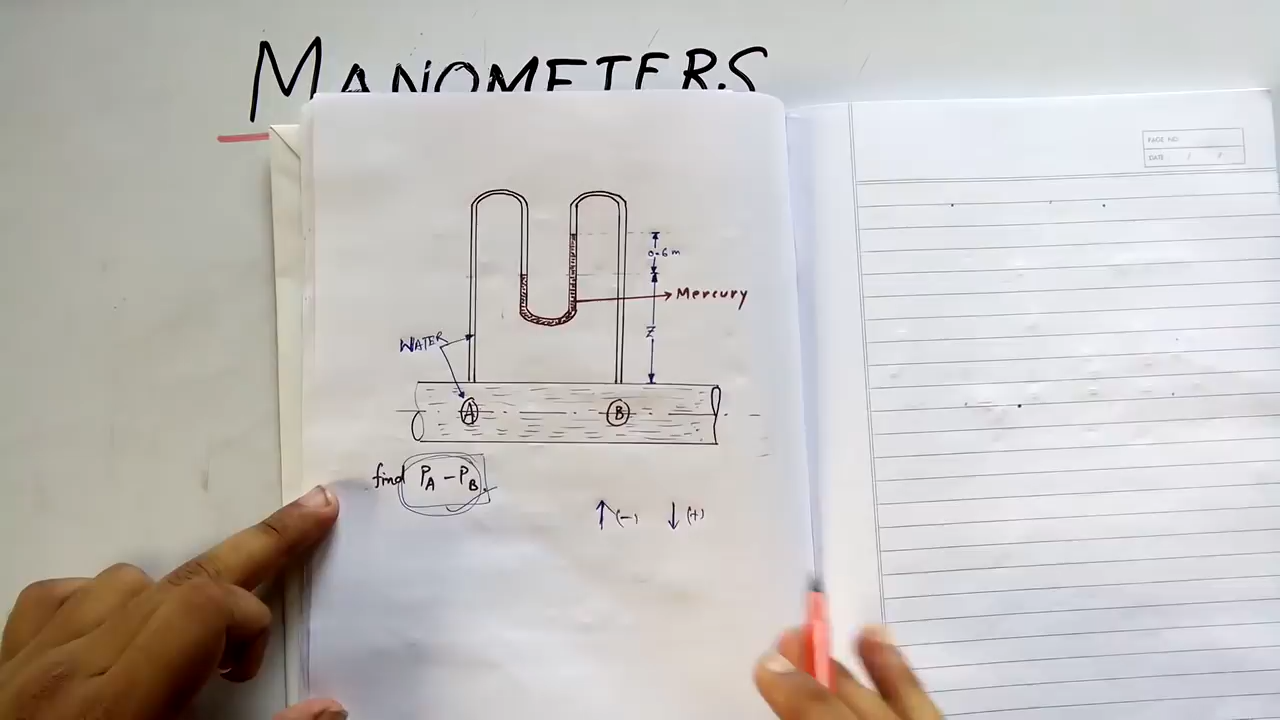 MANOMETERS
PAGE NO.
DATE: / /
0.6 m
Mercury
WATER
Z
A
B
find PA - PB.
↑ (-) ↓ (+)